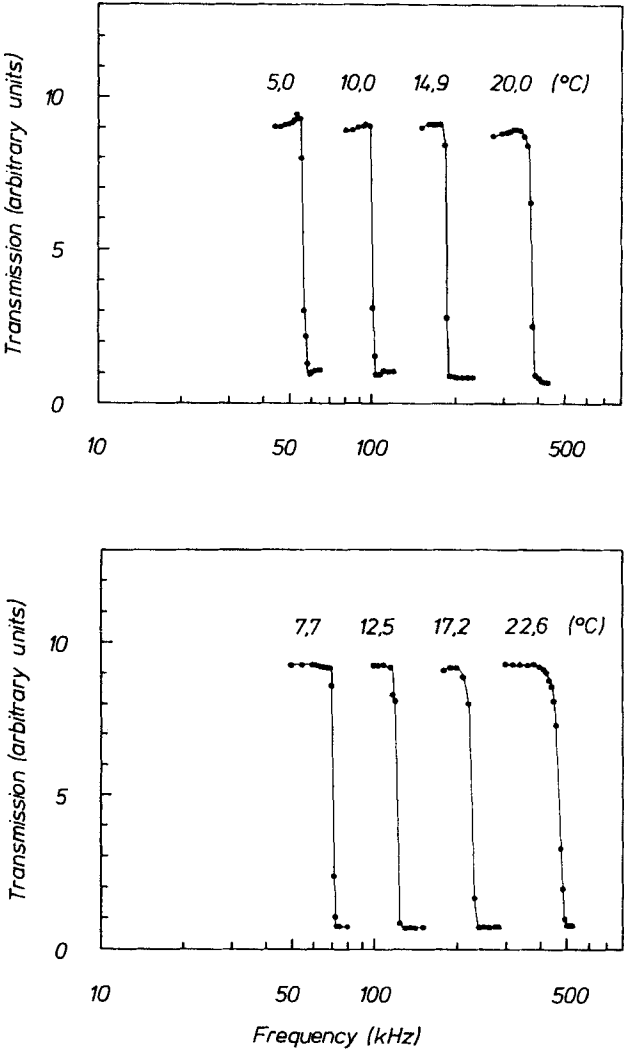 Transmission (arbitrary units)
10
5
0
5,0 10,0 14,9 20,0 (°C)
10 50 100 500
Transmission (arbitrary units)
10
5
0
7,7 12,5 17,2 22,6 (°C)
10 50 100 500
Frequency (kHz)